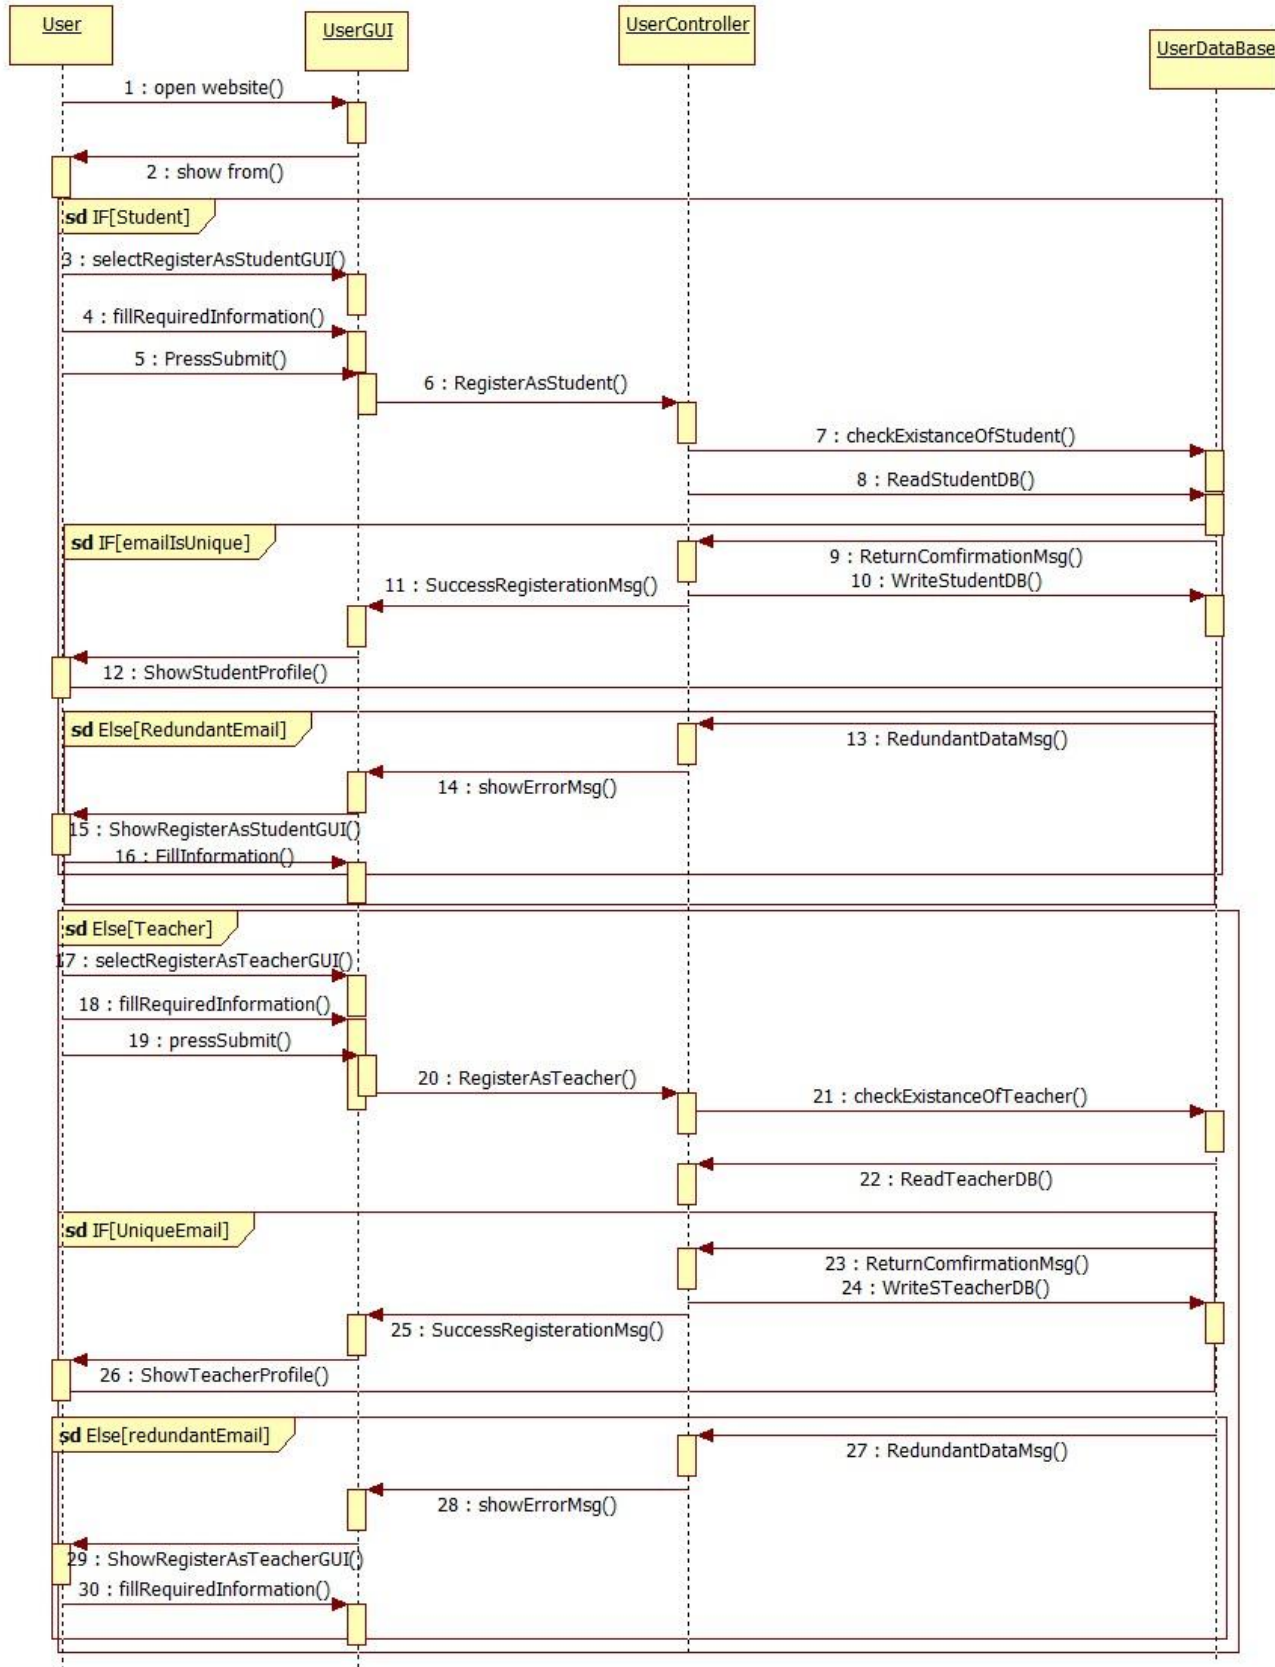 User
UserGUI
UserController
UserDataBase
1 : open website()
2 : show from()
sd IF[Student]
3 : selectRegisterAsStudentGUI()
4 : fillRequiredInformation()
5 : PressSubmit()
6 : RegisterAsStudent()
7 : checkExistanceOfStudent()
8 : ReadStudentDB()
sd IF[emailIsUnique]
9 : ReturnComfirmationMsg()
10 : WriteStudentDB()
11 : SuccessRegisterationMsg()
12 : ShowStudentProfile()
sd Else[RedundantEmail]
13 : RedundantDataMsg()
14 : showErrorMsg()
15 : ShowRegisterAsStudentGUI()
16 : FillInformation()
sd Else[Teacher]
17 : selectRegisterAsTeacherGUI()
18 : fillRequiredInformation()
19 : pressSubmit()
20 : RegisterAsTeacher()
21 : checkExistanceOfTeacher()
22 : ReadTeacherDB()
sd IF[UniqueEmail]
23 : ReturnComfirmationMsg()
24 : WriteSTeacherDB()
25 : SuccessRegisterationMsg()
26 : ShowTeacherProfile()
sd Else[redundantEmail]
27 : RedundantDataMsg()
28 : showErrorMsg()
29 : ShowRegisterAsTeacherGUI()
30 : fillRequiredInformation()